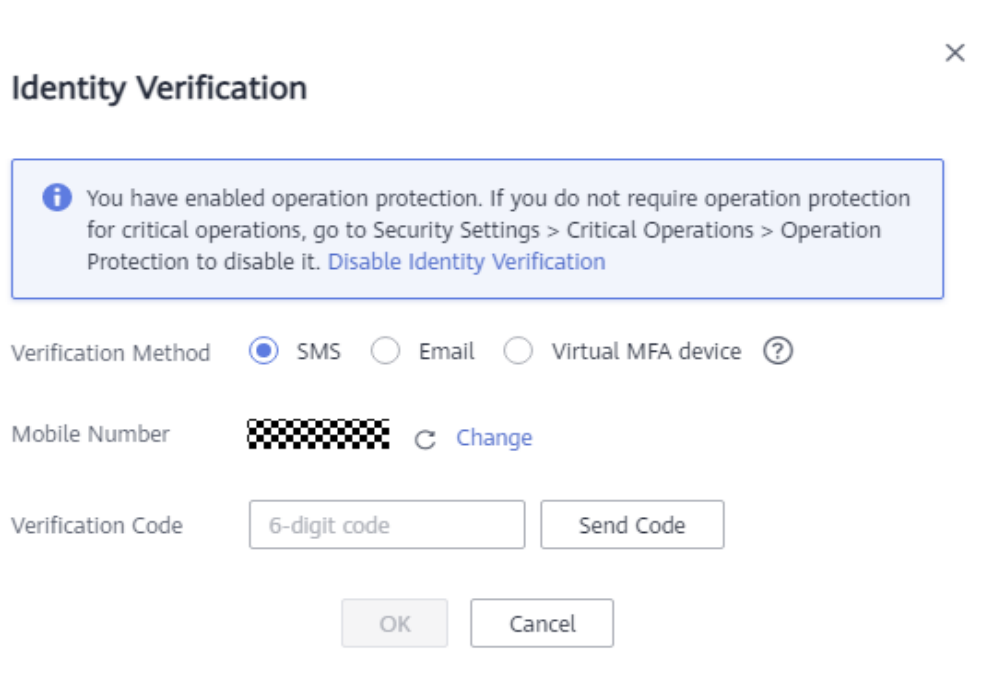 Identity Verification
You have enabled operation protection. If you do not require operation protection
for critical operations, go to Security Settings > Critical Operations > Operation
Protection to disable it. Disable Identity Verification
Verification Method SMS Email Virtual MFA device ?
Mobile Number Change
Verification Code 6-digit code Send Code
OK Cancel